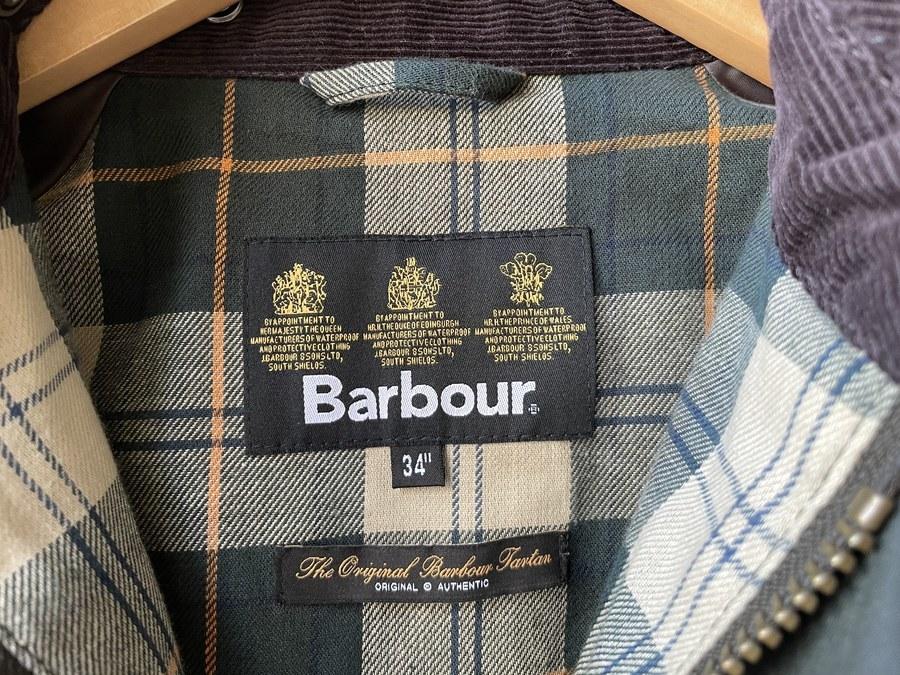 BY APPOINTMENT TO
HER MAJESTY THE QUEEN
MANUFACTURERS OF WATERPROOF
AND PROTECTIVE CLOTHING
J.BARBOUR & SONS LTD,
SOUTH SHIELDS.
BY APPOINTMENT TO
H.R.H. THE DUKE OF EDINBURGH
MANUFACTURERS OF WATERPROOF
AND PROTECTIVE CLOTHING
J.BARBOUR & SONS LTD,
SOUTH SHIELDS.
BY APPOINTMENT TO
H.R.H. THE PRINCE OF WALES
MANUFACTURERS OF WATERPROOF
AND PROTECTIVE CLOTHING
J.BARBOUR & SONS LTD,
SOUTH SHIELDS.
Barbour
34"
The Original Barbour Tartan
ORIGINAL © AUTHENTIC